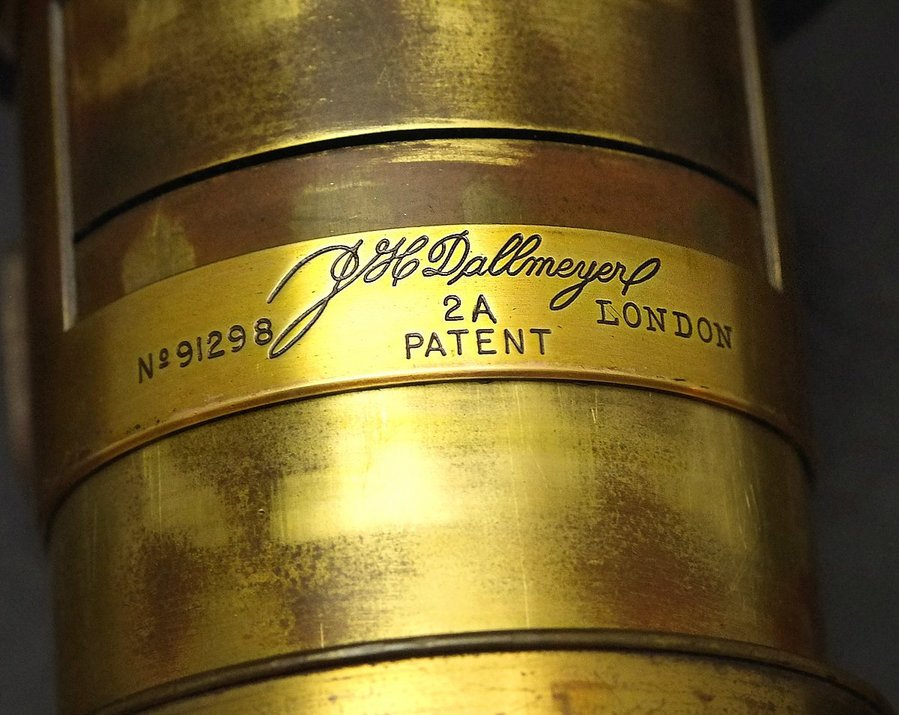 J H Dallmeyer
2A
Nº 91298 PATENT LONDON